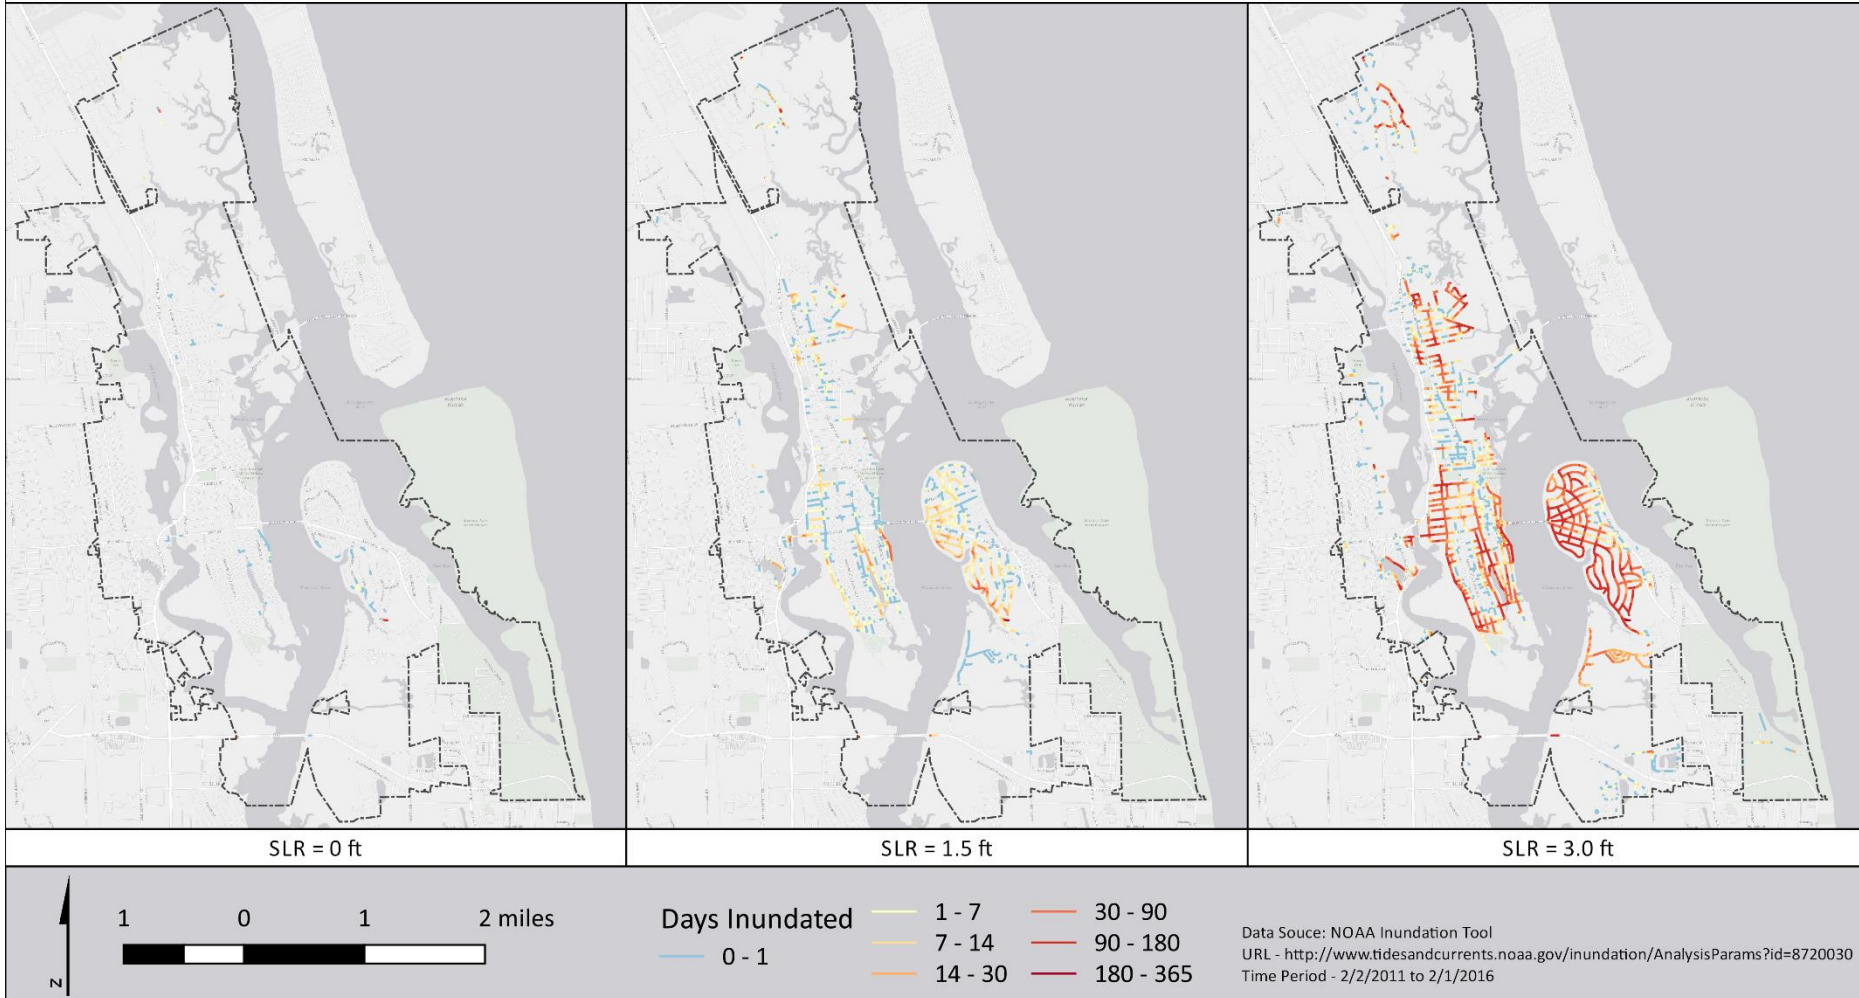 SLR = 0 ft
SLR = 1.5 ft
SLR = 3.0 ft
N
1 0 1 2 miles
Days Inundated
0 - 1
1 - 7
7 - 14
14 - 30
30 - 90
90 - 180
180 - 365
Data Souce: NOAA Inundation Tool
URL - http://www.tidesandcurrents.noaa.gov/inundation/AnalysisParams?id=8720030
Time Period - 2/2/2011 to 2/1/2016